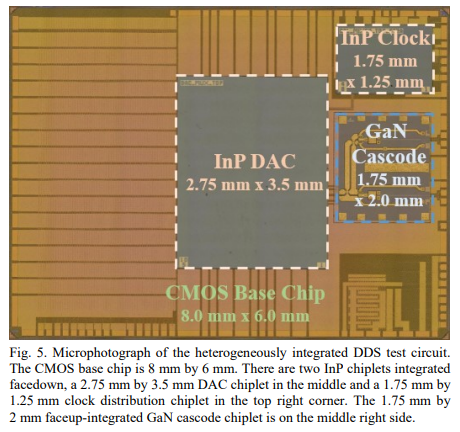 InP Clock
1.75 mm
x 1.25 mm
GaN
Cascode
1.75 mm
x 2.0 mm
InP DAC
2.75 mm x 3.5 mm
CMOS Base Chip
8.0 mm x 6.0 mm
Fig. 5. Microphotograph of the heterogeneously integrated DDS test circuit.
The CMOS base chip is 8 mm by 6 mm. There are two InP chiplets integrated
facedown, a 2.75 mm by 3.5 mm DAC chiplet in the middle and a 1.75 mm by
1.25 mm clock distribution chiplet in the top right corner. The 1.75 mm by
2 mm faceup-integrated GaN cascode chiplet is on the middle right side.